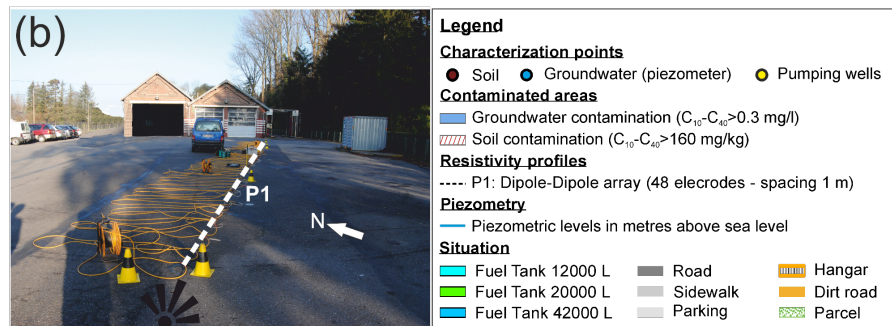 (b)
P1
N
Legend
Characterization points
Soil Groundwater (piezometer) Pumping wells
Contaminated areas
Groundwater contamination (C₁₀-C₄₀>0.3 mg/l)
Soil contamination (C₁₀-C₄₀>160 mg/kg)
Resistivity profiles
P1: Dipole-Dipole array (48 elecrodes - spacing 1 m)
Piezometry
Piezometric levels in metres above sea level
Situation
Fuel Tank 12000 L Road Hangar
Fuel Tank 20000 L Sidewalk Dirt road
Fuel Tank 42000 L Parking Parcel